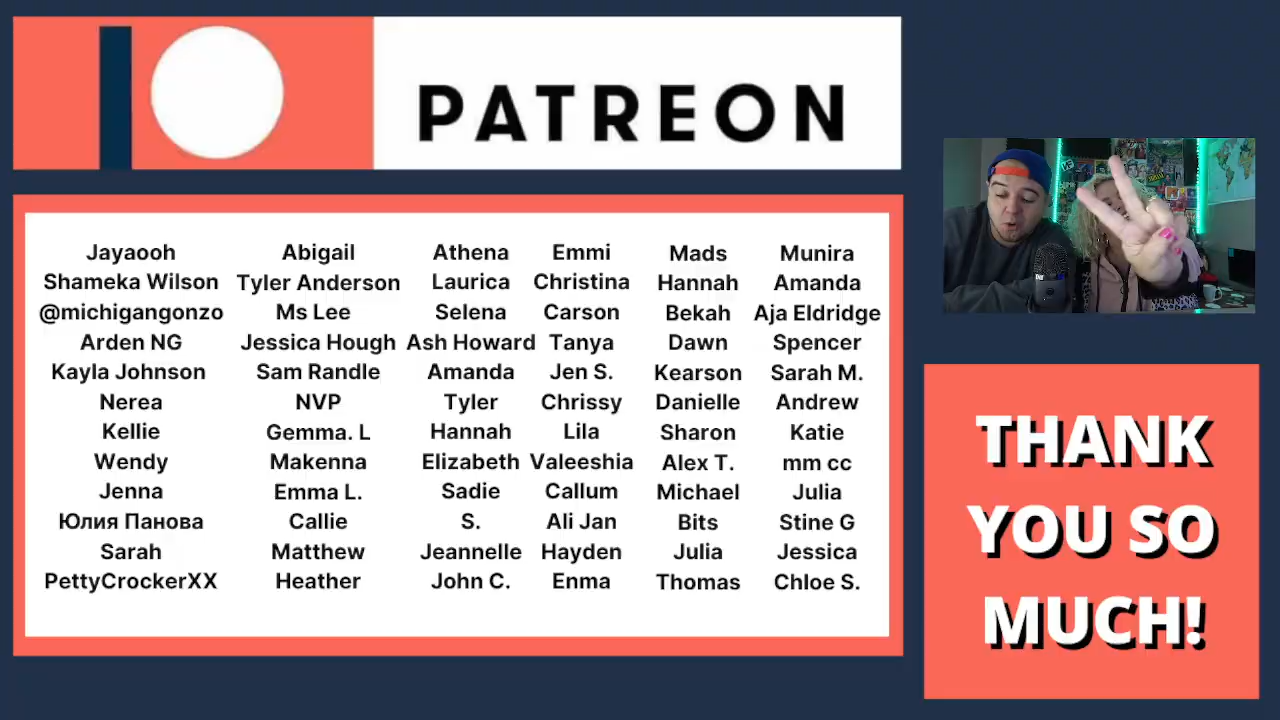 PATREON
Jayaooh Abigail Athena Emmi Mads Munira
Shameka Wilson Tyler Anderson Laurica Christina Hannah Amanda
@michigangonzo Ms Lee Selena Carson Bekah Aja Eldridge
Arden NG Jessica Hough Ash Howard Tanya Dawn Spencer
Kayla Johnson Sam Randle Amanda Jen S. Kearson Sarah M.
Nerea NVP Tyler Chrissy Danielle Andrew
Kellie Gemma. L Hannah Lila Sharon Katie
Wendy Makenna Elizabeth Valeeshia Alex T. mm cc
Jenna Emma L. Sadie Callum Michael Julia
Юлия Панова Callie S. Ali Jan Bits Stine G
Sarah Matthew Jeannelle Hayden Julia Jessica
PettyCrockerXX Heather John C. Enma Thomas Chloe S.
THANK
YOU SO
MUCH!